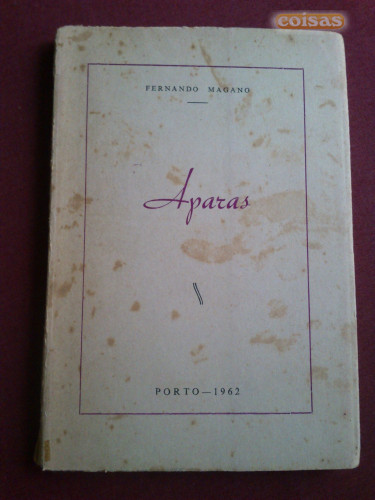 coisas
FERNANDO MAGANO
Aparas
PORTO—1962